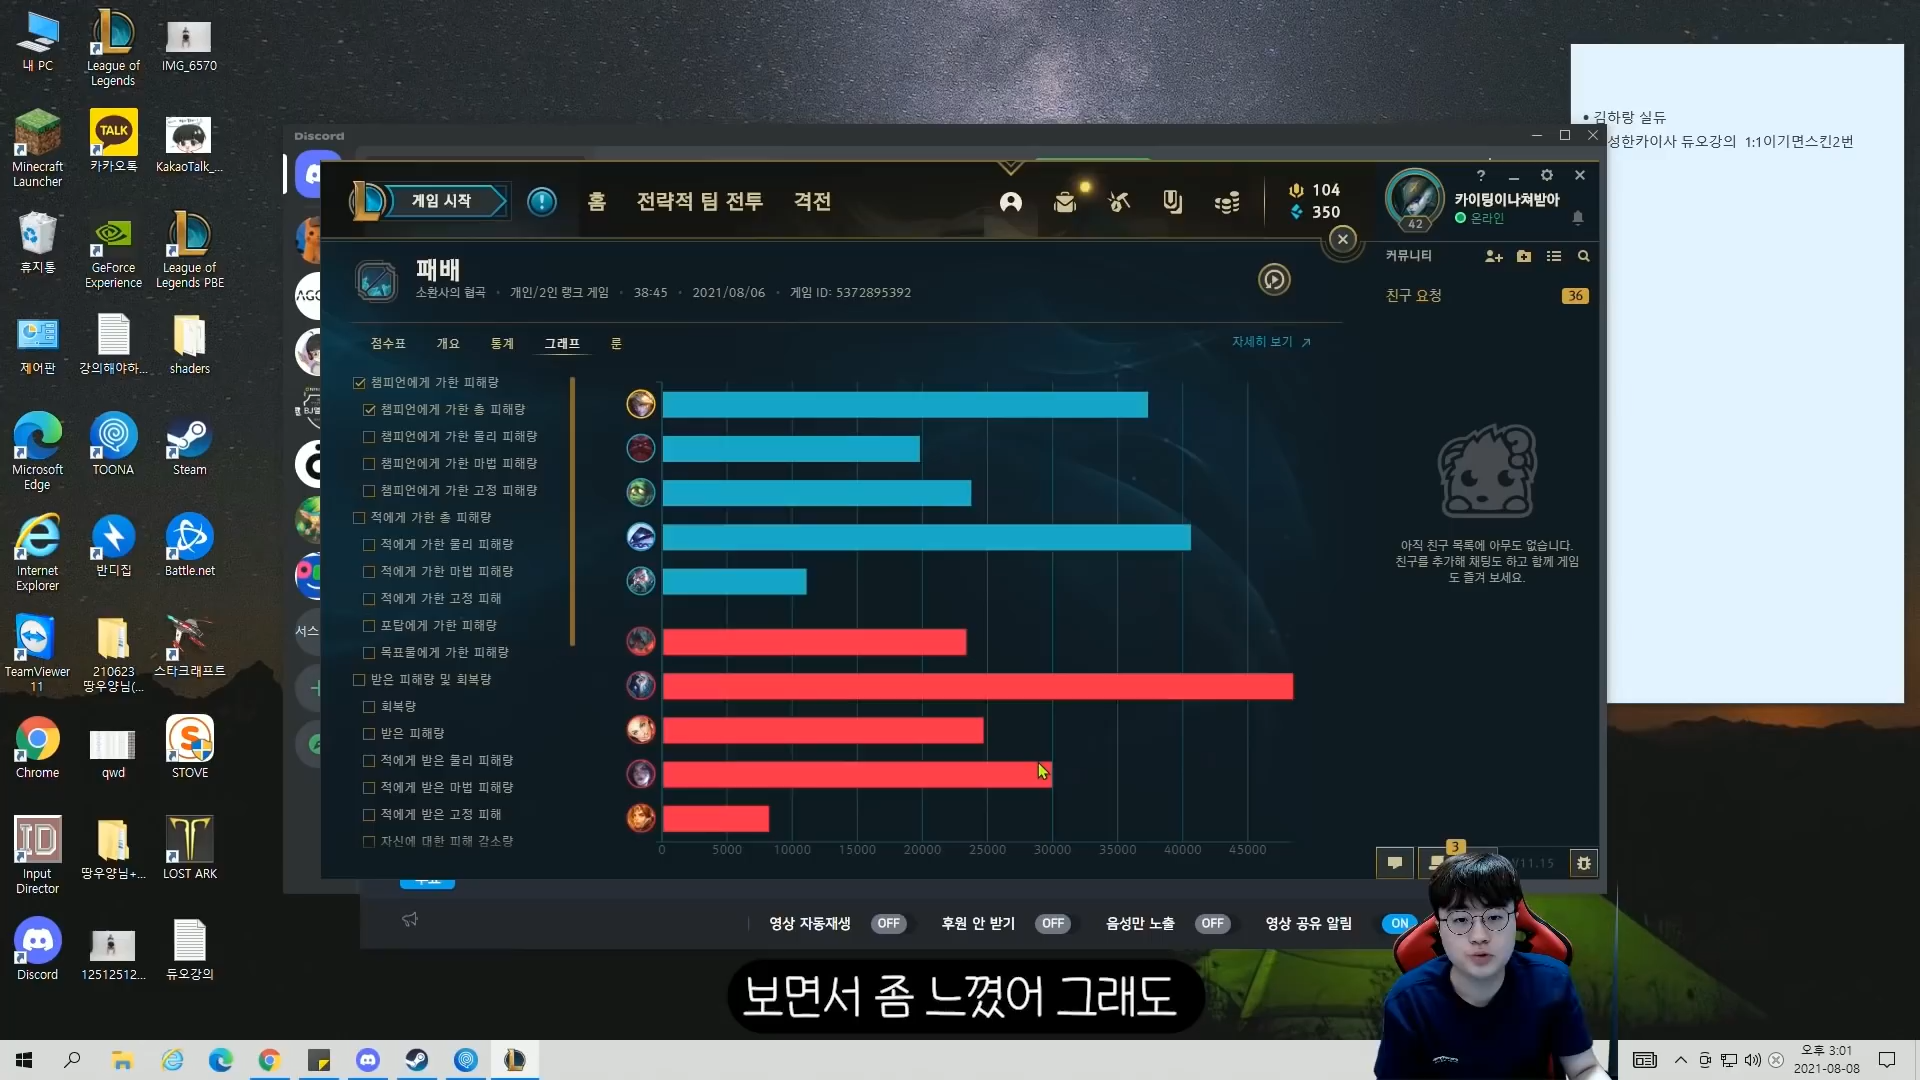 내 PC
League of
Legends
IMG_6570
Minecraft
Launcher
TALK
카카오톡
KakaoTalk_...
휴지통
GeForce
Experience
League of
Legends PBE
제어판
강의해야하...
shaders
Microsoft
Edge
TOONA
Steam
Internet
Explorer
반디집
Battle.net
TeamViewer
11
210623
땅우양님(...
스타크래프트
Chrome
qwd
STOVE
ID
Input
Director
땅우양님+...
LOST ARK
Discord
12512512...
듀오강의
Discord
AGO
서스
게임 시작
홈
전략적 팀 전투
격전
104
350
42
카이팅이나쳐받아
온라인
패배
소환사의 협곡 • 개인/2인 랭크 게임 • 38:45 • 2021/08/06 • 게임 ID: 5372895392
점수표
개요
통계
그래프
룬
자세히 보기
챔피언에게 가한 피해량
챔피언에게 가한 총 피해량
챔피언에게 가한 물리 피해량
챔피언에게 가한 마법 피해량
챔피언에게 가한 고정 피해량
적에게 가한 총 피해량
적에게 가한 물리 피해량
적에게 가한 마법 피해량
적에게 가한 고정 피해
포탑에게 가한 피해량
목표물에게 가한 피해량
받은 피해량 및 회복량
회복량
받은 피해량
적에게 받은 물리 피해량
적에게 받은 마법 피해량
적에게 받은 고정 피해
자신에 대한 피해 감소량
0 5000 10000 15000 20000 25000 30000 35000 40000 45000
커뮤니티
친구 요청
36
아직 친구 목록에 아무도 없습니다.
친구를 추가해 채팅도 하고 함께 게임
도 즐겨 보세요.
3
11.15
• 김하랑 실듀
성한카이사 듀오강의 1:1이기면스킨2번
영상 자동재생 OFF
후원 안 받기 OFF
음성만 노출 OFF
영상 공유 알림 ON
보면서 좀 느꼈어 그래도
오후 3:01
2021-08-08